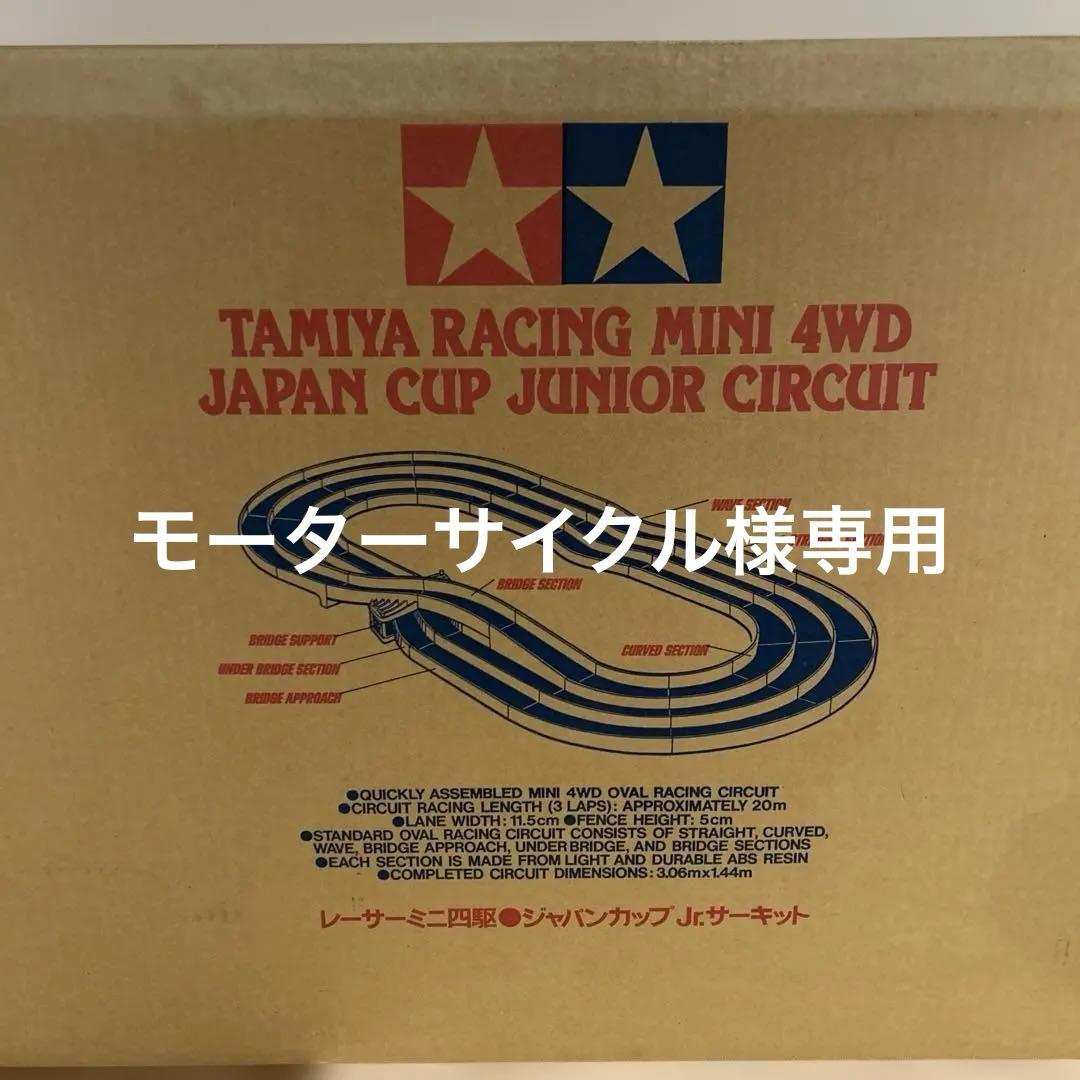 TAMIYA RACING MINI 4WD
JAPAN CUP JUNIOR CIRCUIT
WAVE SECTION
モーターサイクル様専用
BRIDGE SECTION
BRIDGE SUPPORT
CURVED SECTION
UNDER BRIDGE SECTION
BRIDGE APPROACH
●QUICKLY ASSEMBLED MINI 4WD OVAL RACING CIRCUIT
●CIRCUIT RACING LENGTH (3 LAPS): APPROXIMATELY 20m
●LANE WIDTH: 11.5cm ●FENCE HEIGHT: 5cm
●STANDARD OVAL RACING CIRCUIT CONSISTS OF STRAIGHT, CURVED,
WAVE, BRIDGE APPROACH, UNDER BRIDGE, AND BRIDGE SECTIONS
●EACH SECTION IS MADE FROM LIGHT AND DURABLE ABS RESIN
●COMPLETED CIRCUIT DIMENSIONS: 3.06m×1.44m
レーサーミニ四駆●ジャパンカップ Jr.サーキット